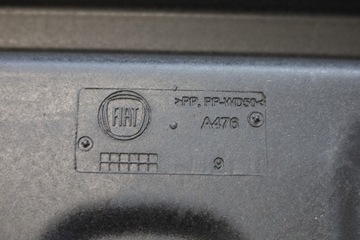 >PP, PP-WD50<
FIAT
A476
9